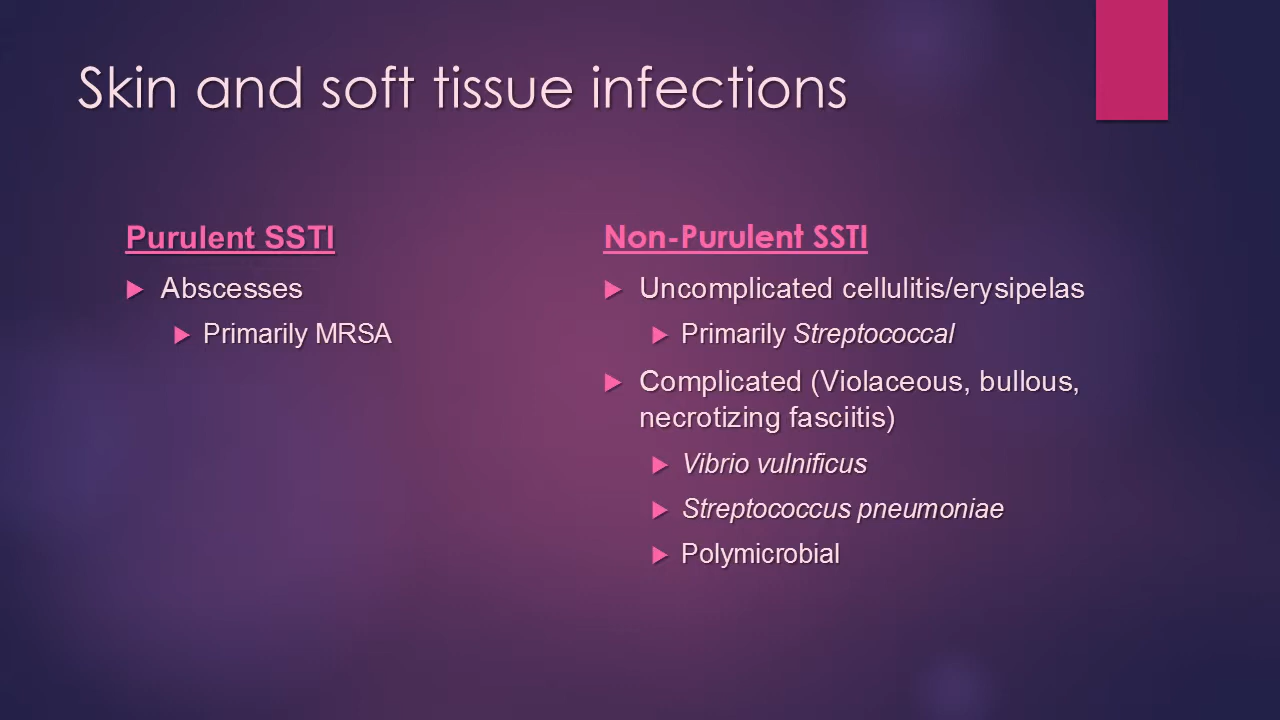 Skin and soft tissue infections
Purulent SSTI
Abscesses
Primarily MRSA
Non-Purulent SSTI
Uncomplicated cellulitis/erysipelas
Primarily Streptococcal
Complicated (Violaceous, bullous,
necrotizing fasciitis)
Vibrio vulnificus
Streptococcus pneumoniae
Polymicrobial